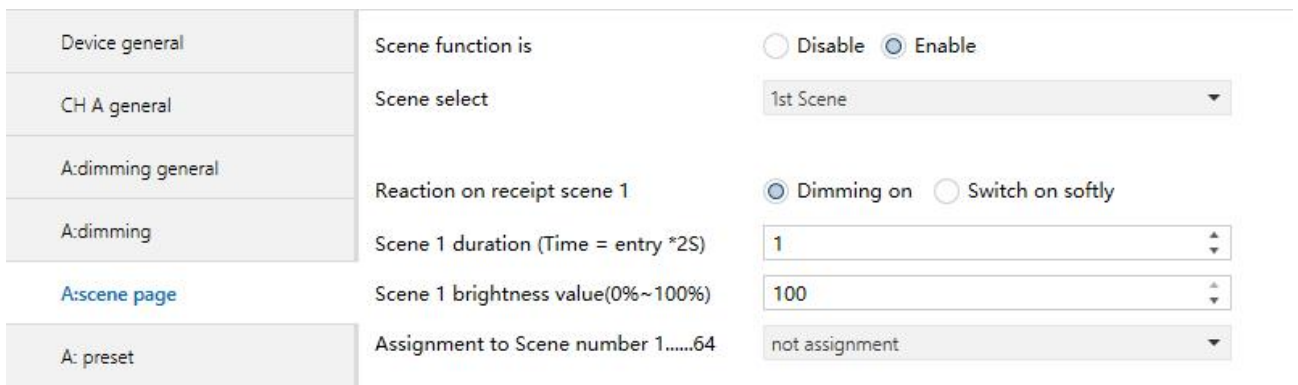 Device general
CH A general
A:dimming general
A:dimming
A:scene page
A: preset
Scene function is Disable Enable
Scene select 1st Scene
Reaction on receipt scene 1 Dimming on Switch on softly
Scene 1 duration (Time = entry *2S) 1
Scene 1 brightness value(0%~100%) 100
Assignment to Scene number 1......64 not assignment